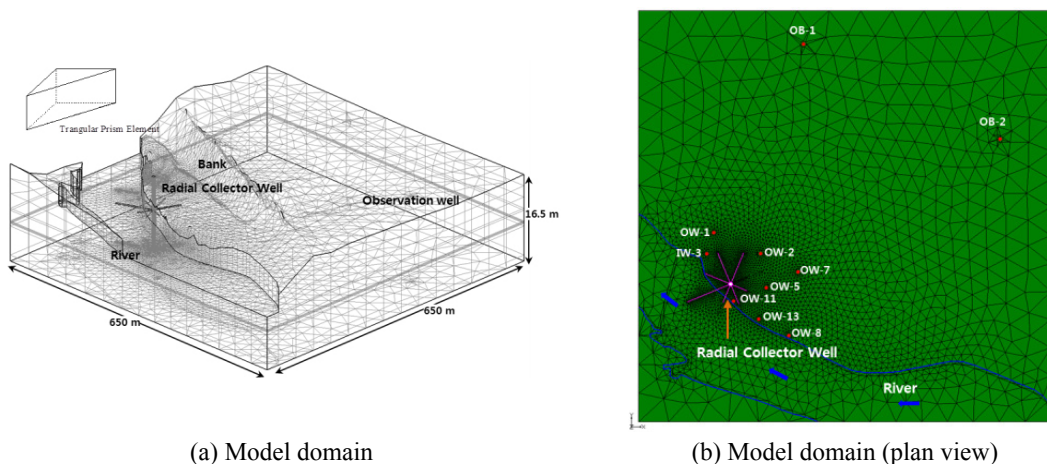 Trangular Prism Element
Bank
Radial Collector Well
Observation well
16.5 m
River
650 m
650 m
(a) Model domain
OB-1
OB-2
OW-1
IW-3
OW-2
OW-7
OW-5
OW-11
OW-13
OW-8
Radial Collector Well
River
(b) Model domain (plan view)